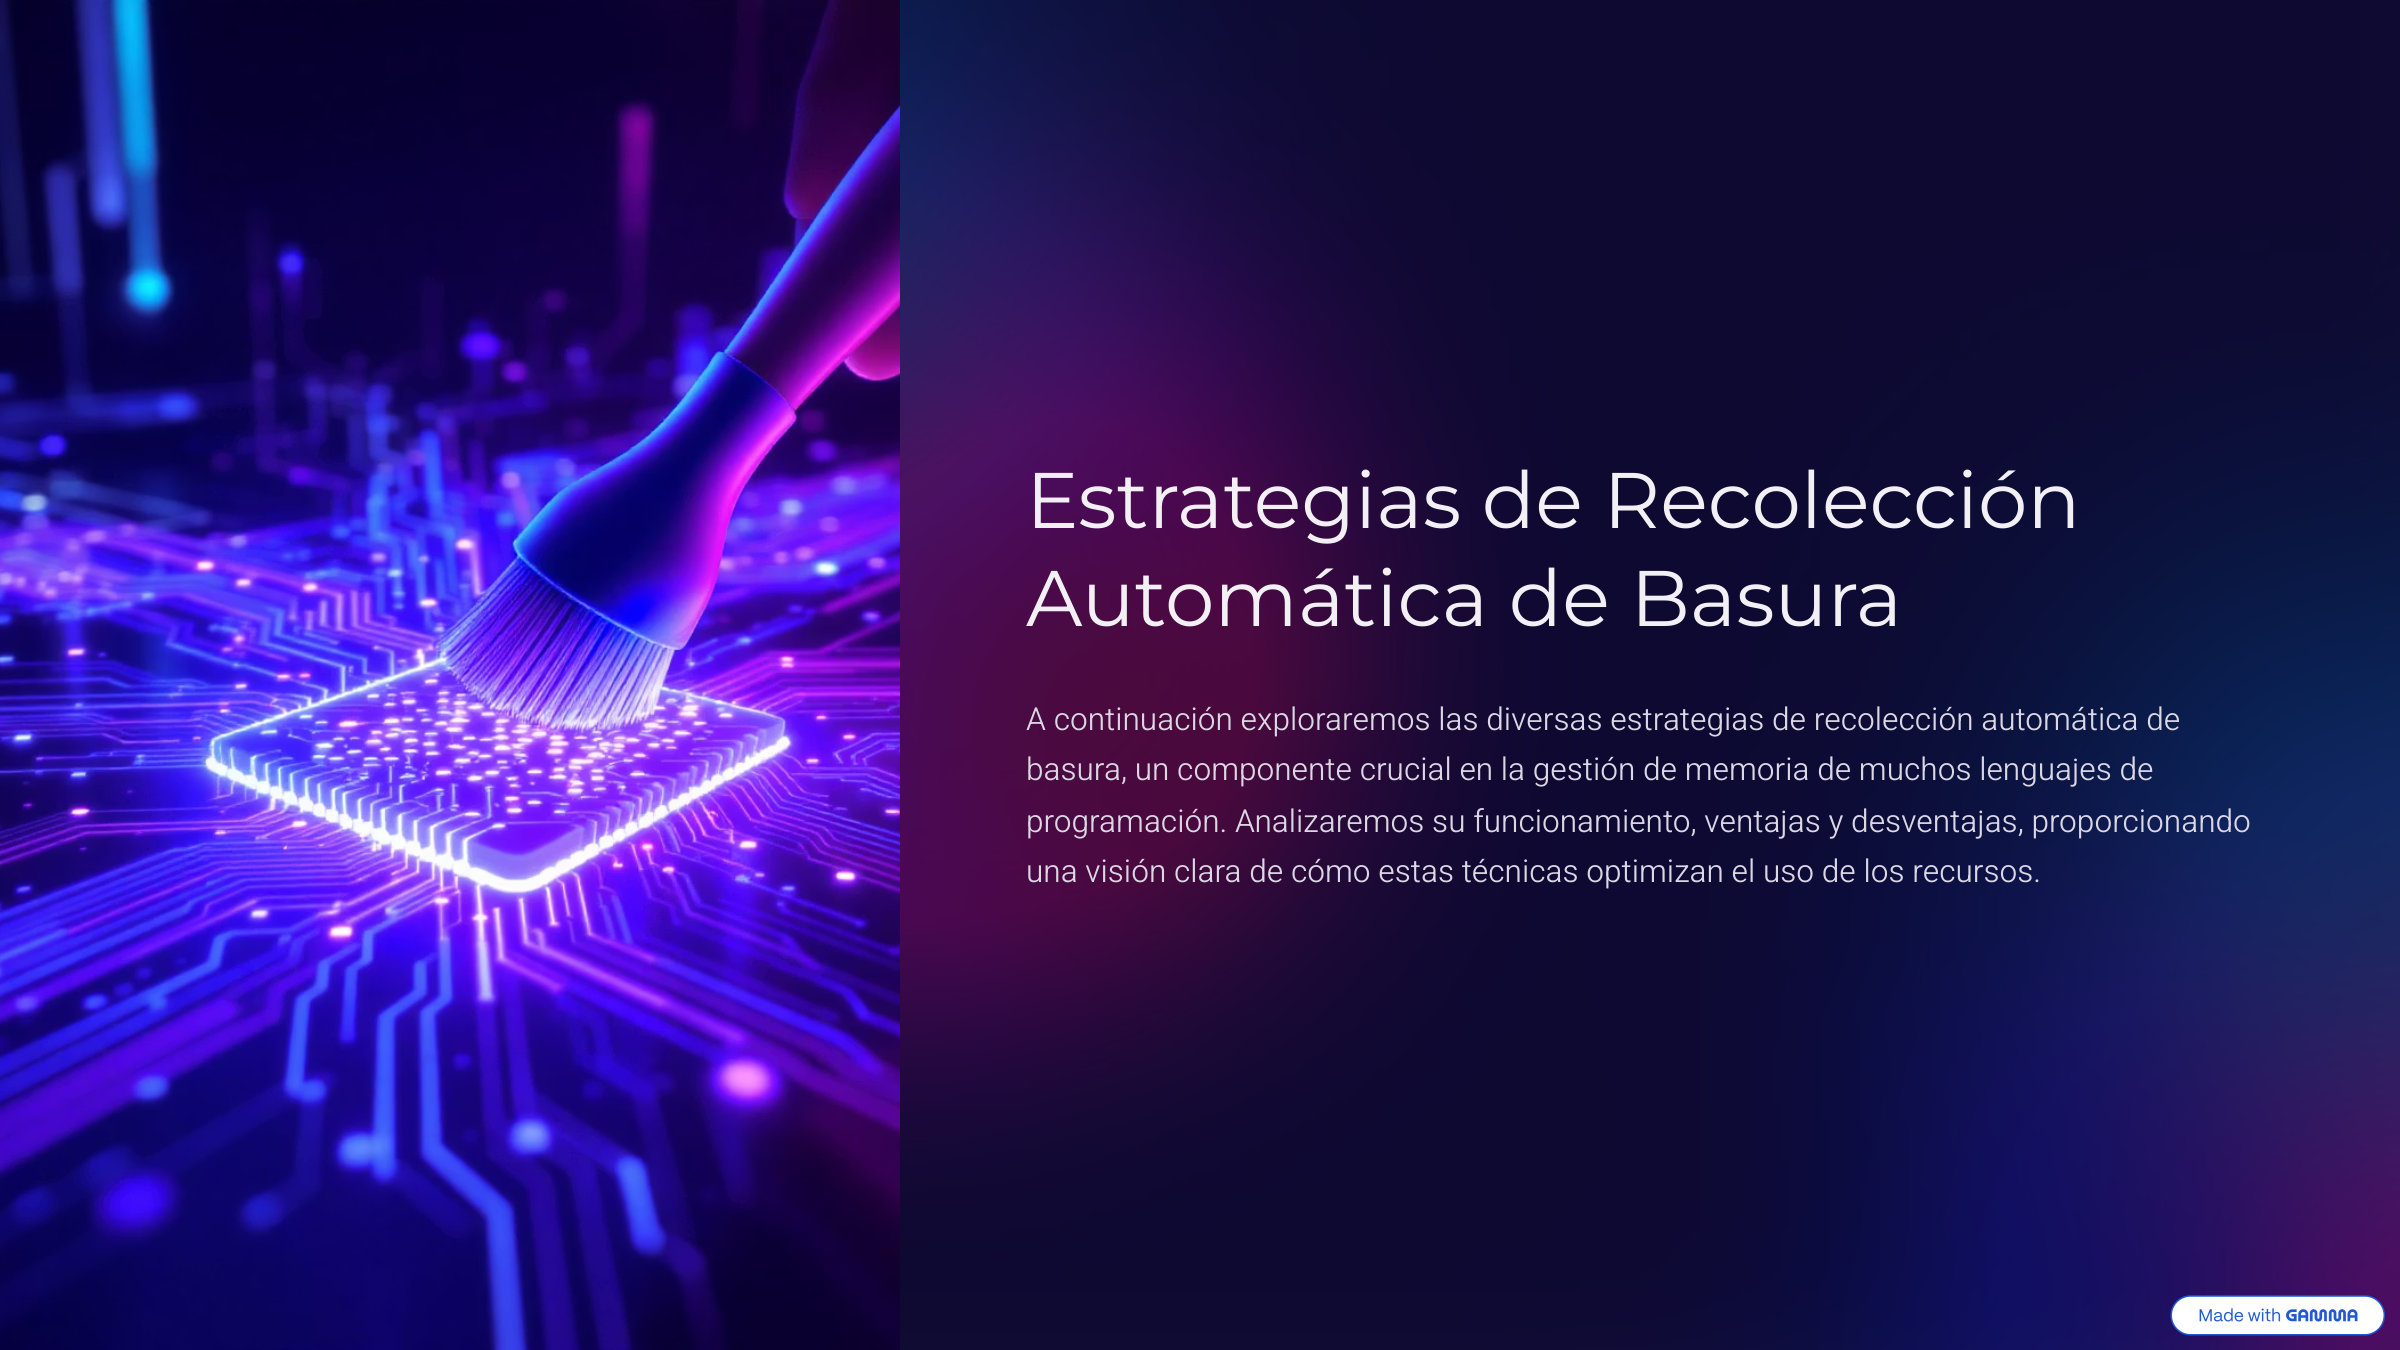 Estrategias de Recolección
Automática de Basura
A continuación exploraremos las diversas estrategias de recolección automática de
basura, un componente crucial en la gestión de memoria de muchos lenguajes de
programación. Analizaremos su funcionamiento, ventajas y desventajas, proporcionando
una visión clara de cómo estas técnicas optimizan el uso de los recursos.
Made with GAMMA